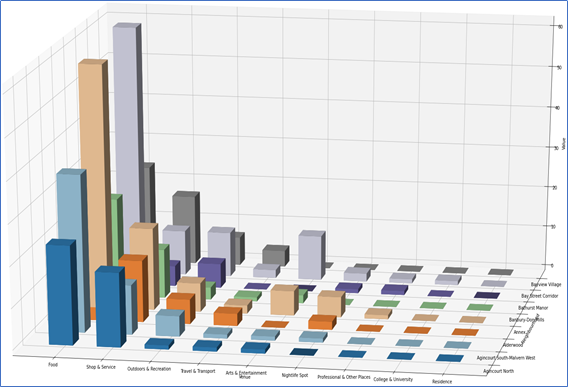 60
50
40
Value
30
20
10
0
Bayview Village
Bay Street Corridor
Bathurst Manor
Banbury-Don Mills
Annex
Alderwood
Agincourt South-Malvern West
Agincourt North
Food
Shop & Service
Outdoors & Recreation
Travel & Transport
Venue
Arts & Entertainment
Nightlife Spot
Professional & Other Places
College & University
Residence